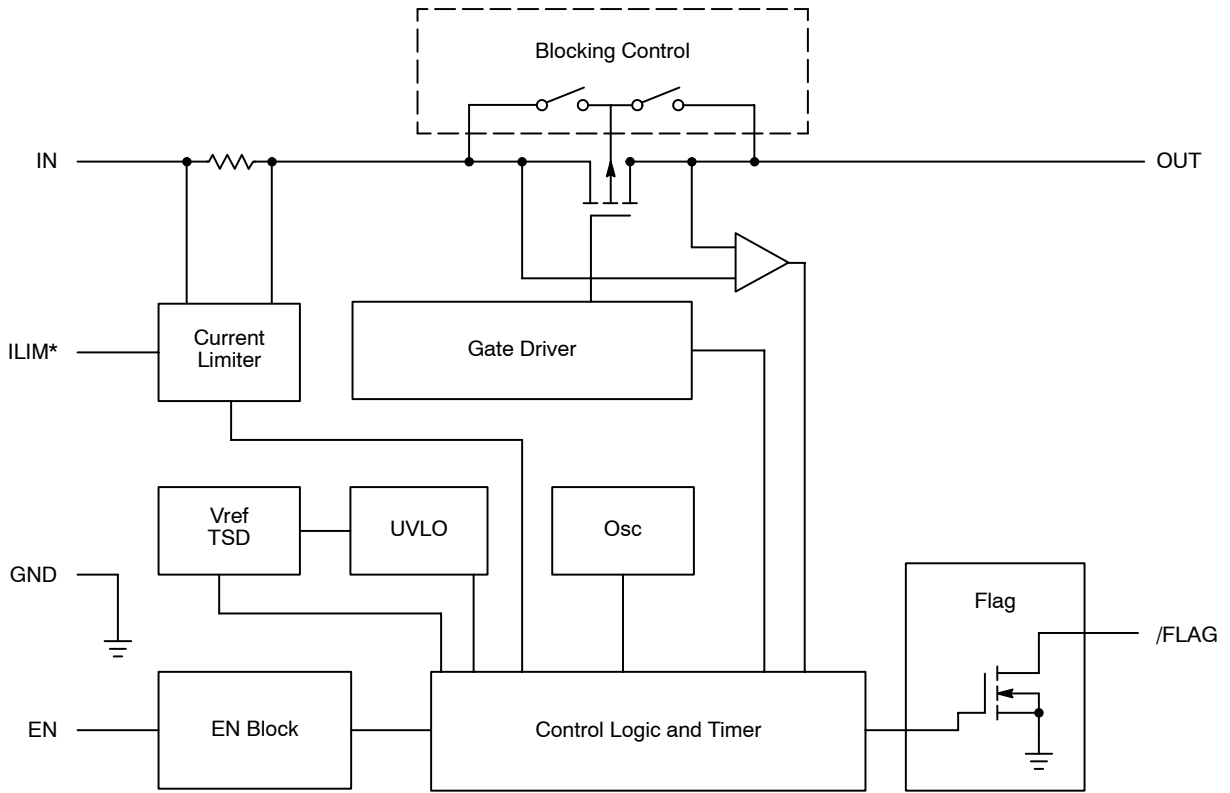 Blocking Control
IN
OUT
Current
Limiter
ILIM*
Gate Driver
Vref
TSD
UVLO
Osc
GND
Flag
/FLAG
EN
EN Block
Control Logic and Timer